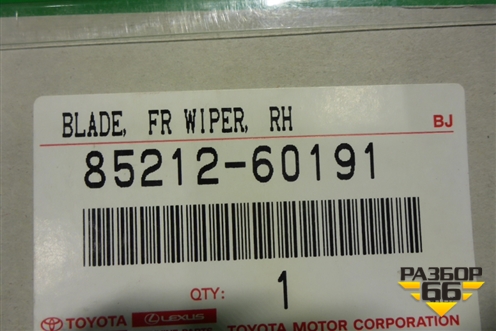 BLADE, FR WIPER, RH
BJ
85212-60191
QTY: 1
TOYOTA LEXUS
TOYOTA MOTOR CORPORATION
РАЗБОР
66